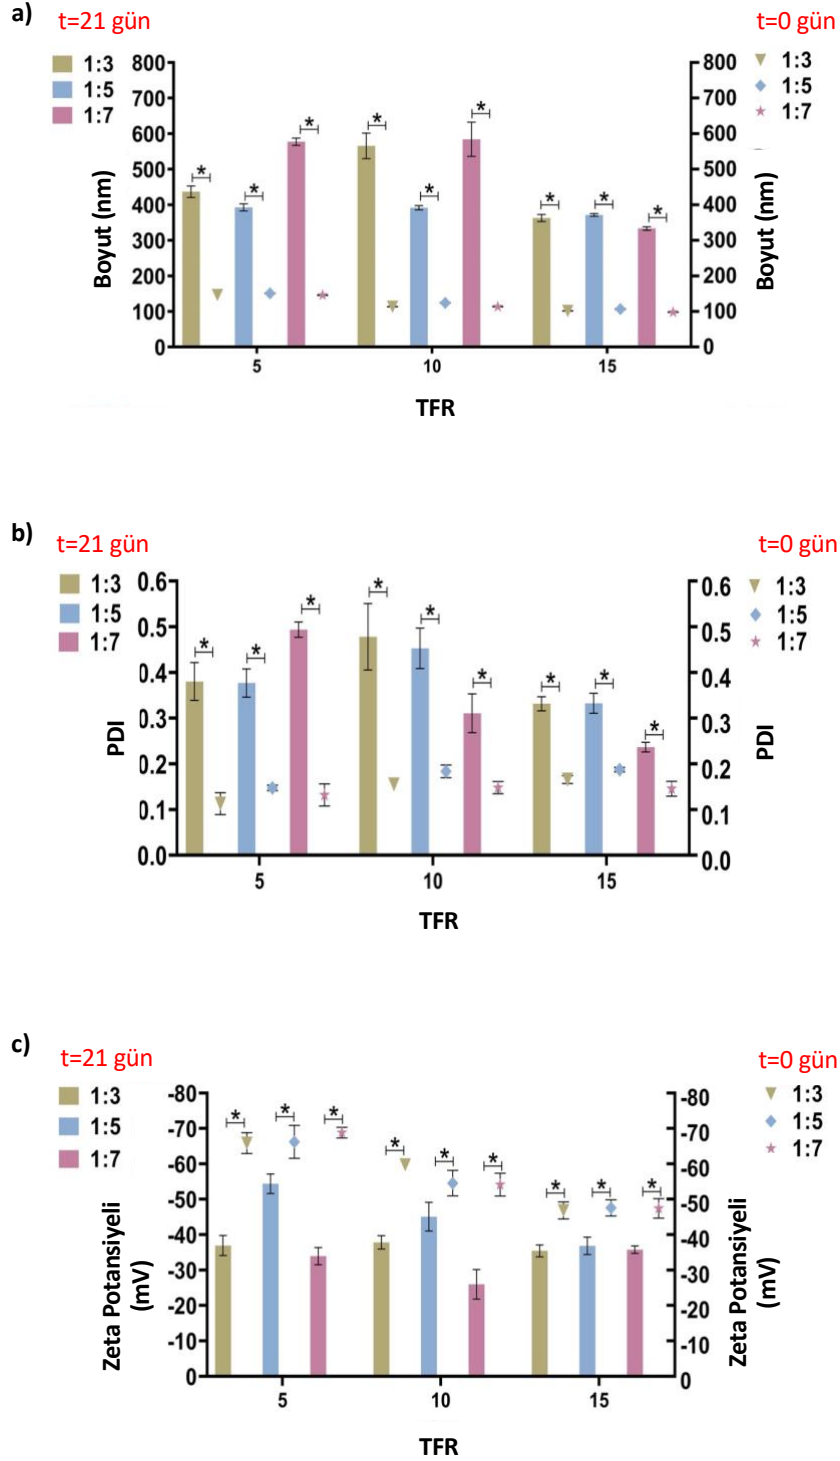 a)
t=21 gün
t=0 gün
1:3
1:5
1:7
1:3
1:5
1:7
800
700
600
500
400
300
200
100
0
Boyut (nm)
800
700
600
500
400
300
200
100
0
Boyut (nm)
* * * * * * * * *
5 10 15
TFR
b)
t=21 gün
t=0 gün
1:3
1:5
1:7
1:3
1:5
1:7
0.6
0.5
0.4
0.3
0.2
0.1
0.0
PDI
0.6
0.5
0.4
0.3
0.2
0.1
0.0
PDI
* * * * * * * * *
5 10 15
TFR
c)
t=21 gün
t=0 gün
1:3
1:5
1:7
1:3
1:5
1:7
-80
-70
-60
-50
-40
-30
-20
-10
0
Zeta Potansiyeli
(mV)
-80
-70
-60
-50
-40
-30
-20
-10
0
Zeta Potansiyeli
(mV)
* * * * * * * * *
5 10 15
TFR